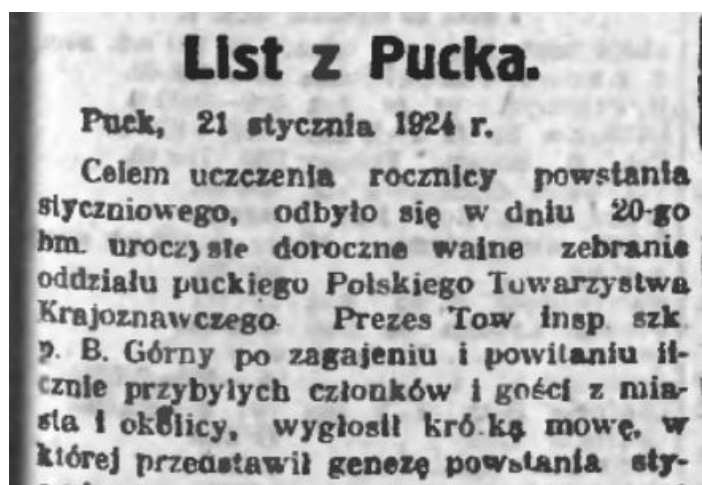 List z Pucka.
Puck, 21 stycznia 1924 r.
Celem uczczenia rocznicy powstania
styczniowego, odbyło się w dniu 20-go
bm. uroczyste doroczne walne zebranie
oddziału puckiego Polskiego Towarzystwa
Krajoznawczego. Prezes Tow insp. szk
p. B. Górny po zagajeniu i powitaniu li-
cznie przybyłych członków i gości z mia-
sta i okolicy, wygłosił krótką mowę, w
której przedstawił genezę powstania sty-